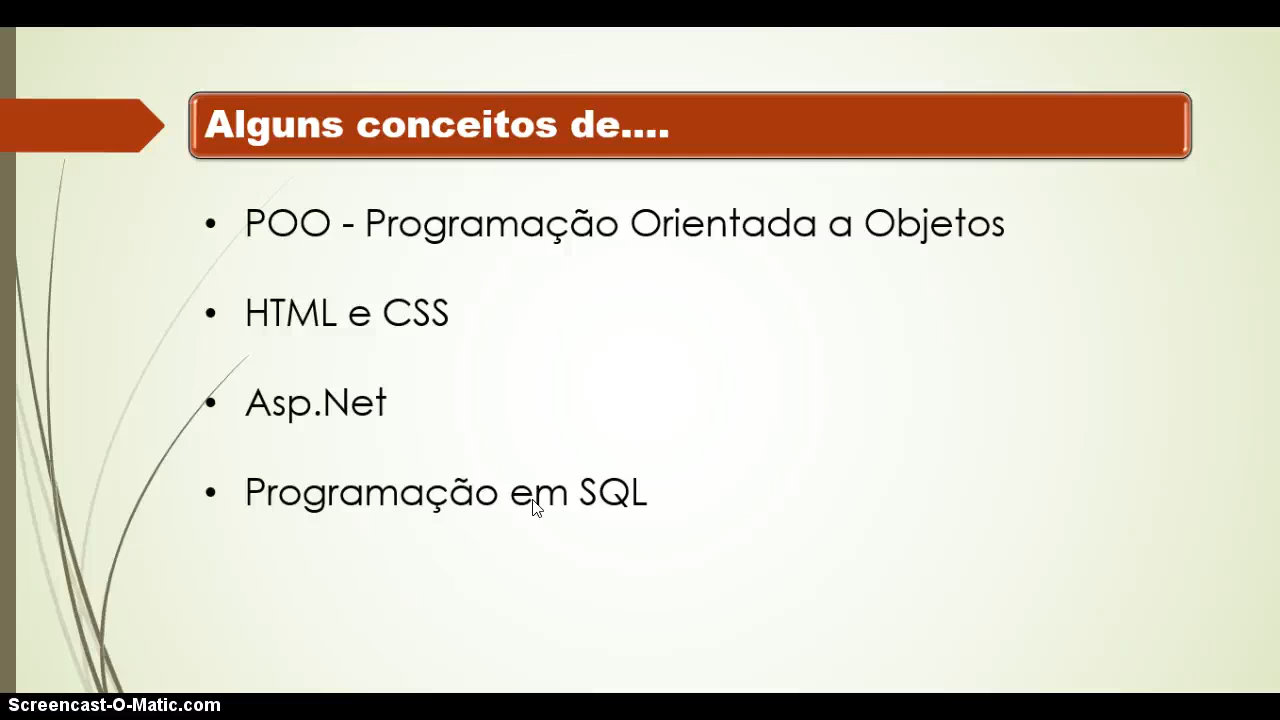 Alguns conceitos de....
• POO - Programação Orientada a Objetos
• HTML e CSS
• Asp.Net
• Programação em SQL
Screencast-O-Matic.com